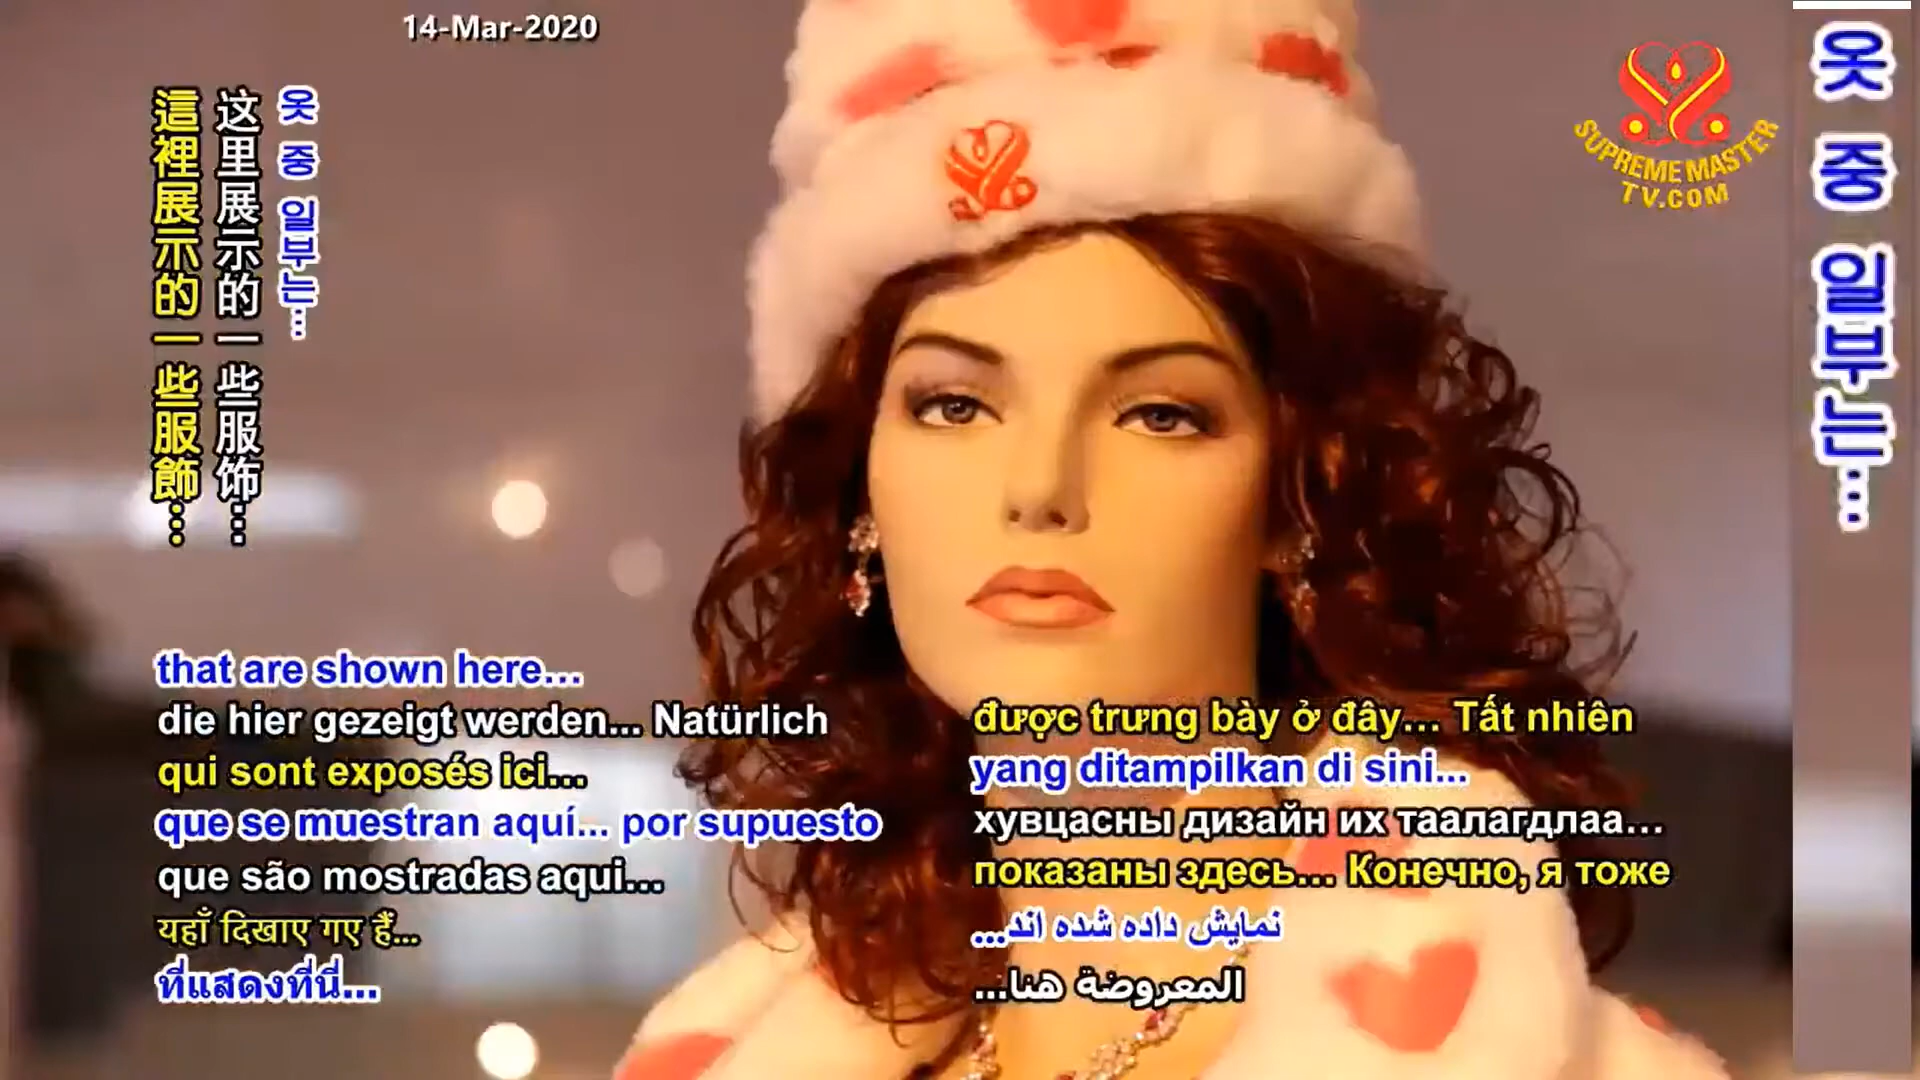 14-Mar-2020
옷 중 일부는…
这里展示的一些服饰…
這裡展示的一些服飾…
SUPREME MASTER
TV.COM
옷 중 일부는…
that are shown here…
die hier gezeigt werden... Natürlich
qui sont exposés ici...
que se muestran aquí... por supuesto
que são mostradas aqui...
यहाँ दिखाए गए हैं...
ที่แสดงที่นี่...
được trưng bày ở đây… Tất nhiên
yang ditampilkan di sini...
хувцасны дизайн их таалагдлаа…
показаны здесь... Конечно, я тоже
نمایش داده شده اند...
المعروضة هنا...